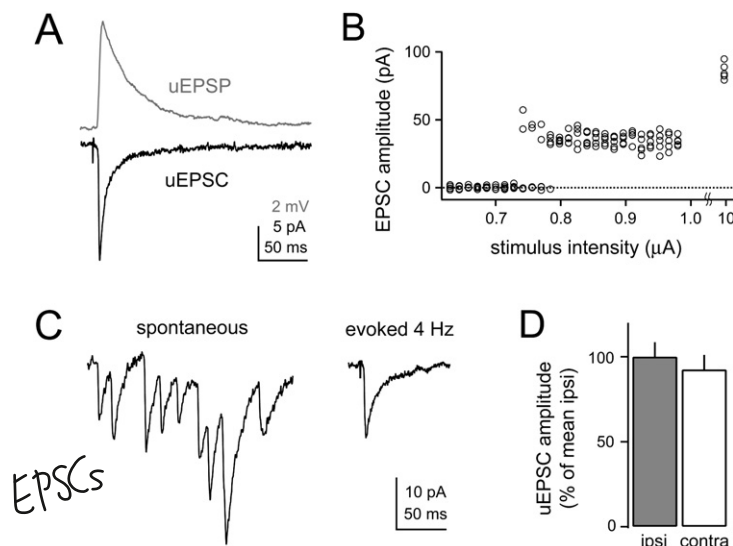 A
uEPSP
uEPSC
2 mV
5 pA
50 ms
B
EPSC amplitude (pA)
100
50
0
0.7
0.8
0.9
1.0
10
stimulus intensity (μA)
C
spontaneous
evoked 4 Hz
EPSCs
10 pA
50 ms
D
uEPSC amplitude
(% of mean ipsi)
100
50
0
ipsi contra